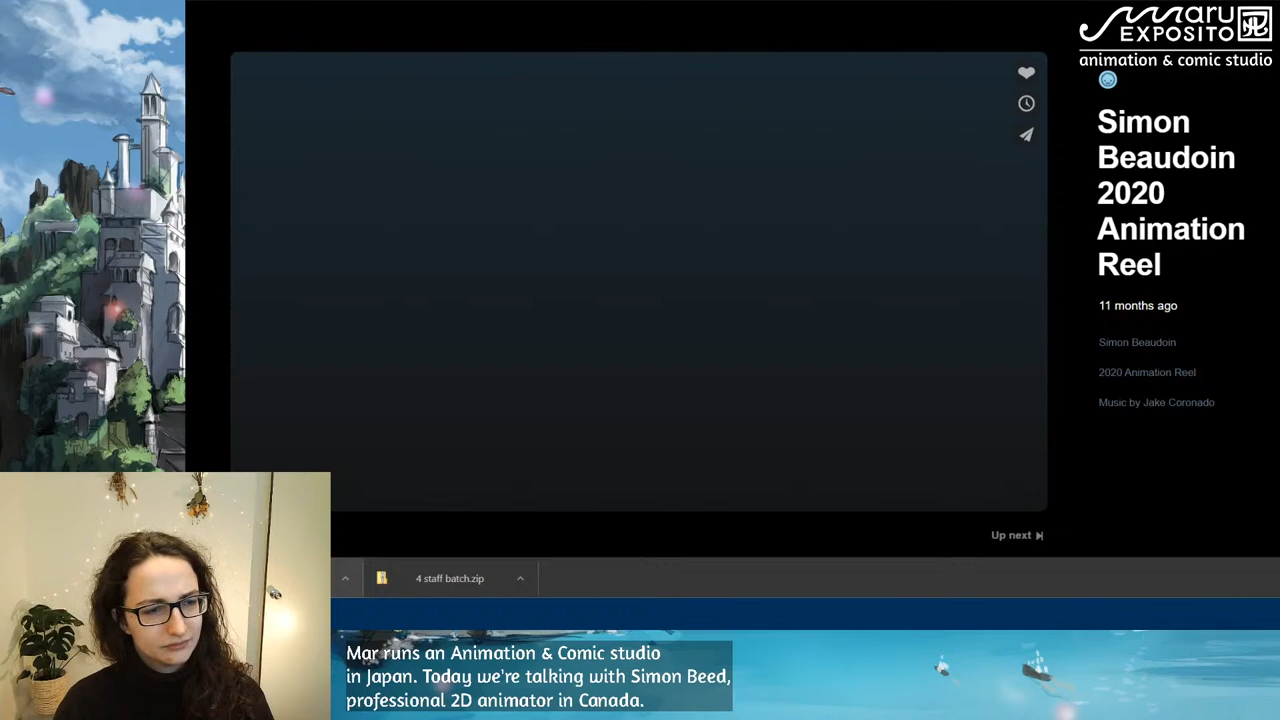 maru
EXPOSITO
animation & comic studio
Simon
Beaudoin
2020
Animation
Reel
11 months ago
Simon Beaudoin
2020 Animation Reel
Music by Jake Coronado
Up next
4 staff batch.zip
Mar runs an Animation & Comic studio
in Japan. Today we're talking with Simon Beed,
professional 2D animator in Canada.